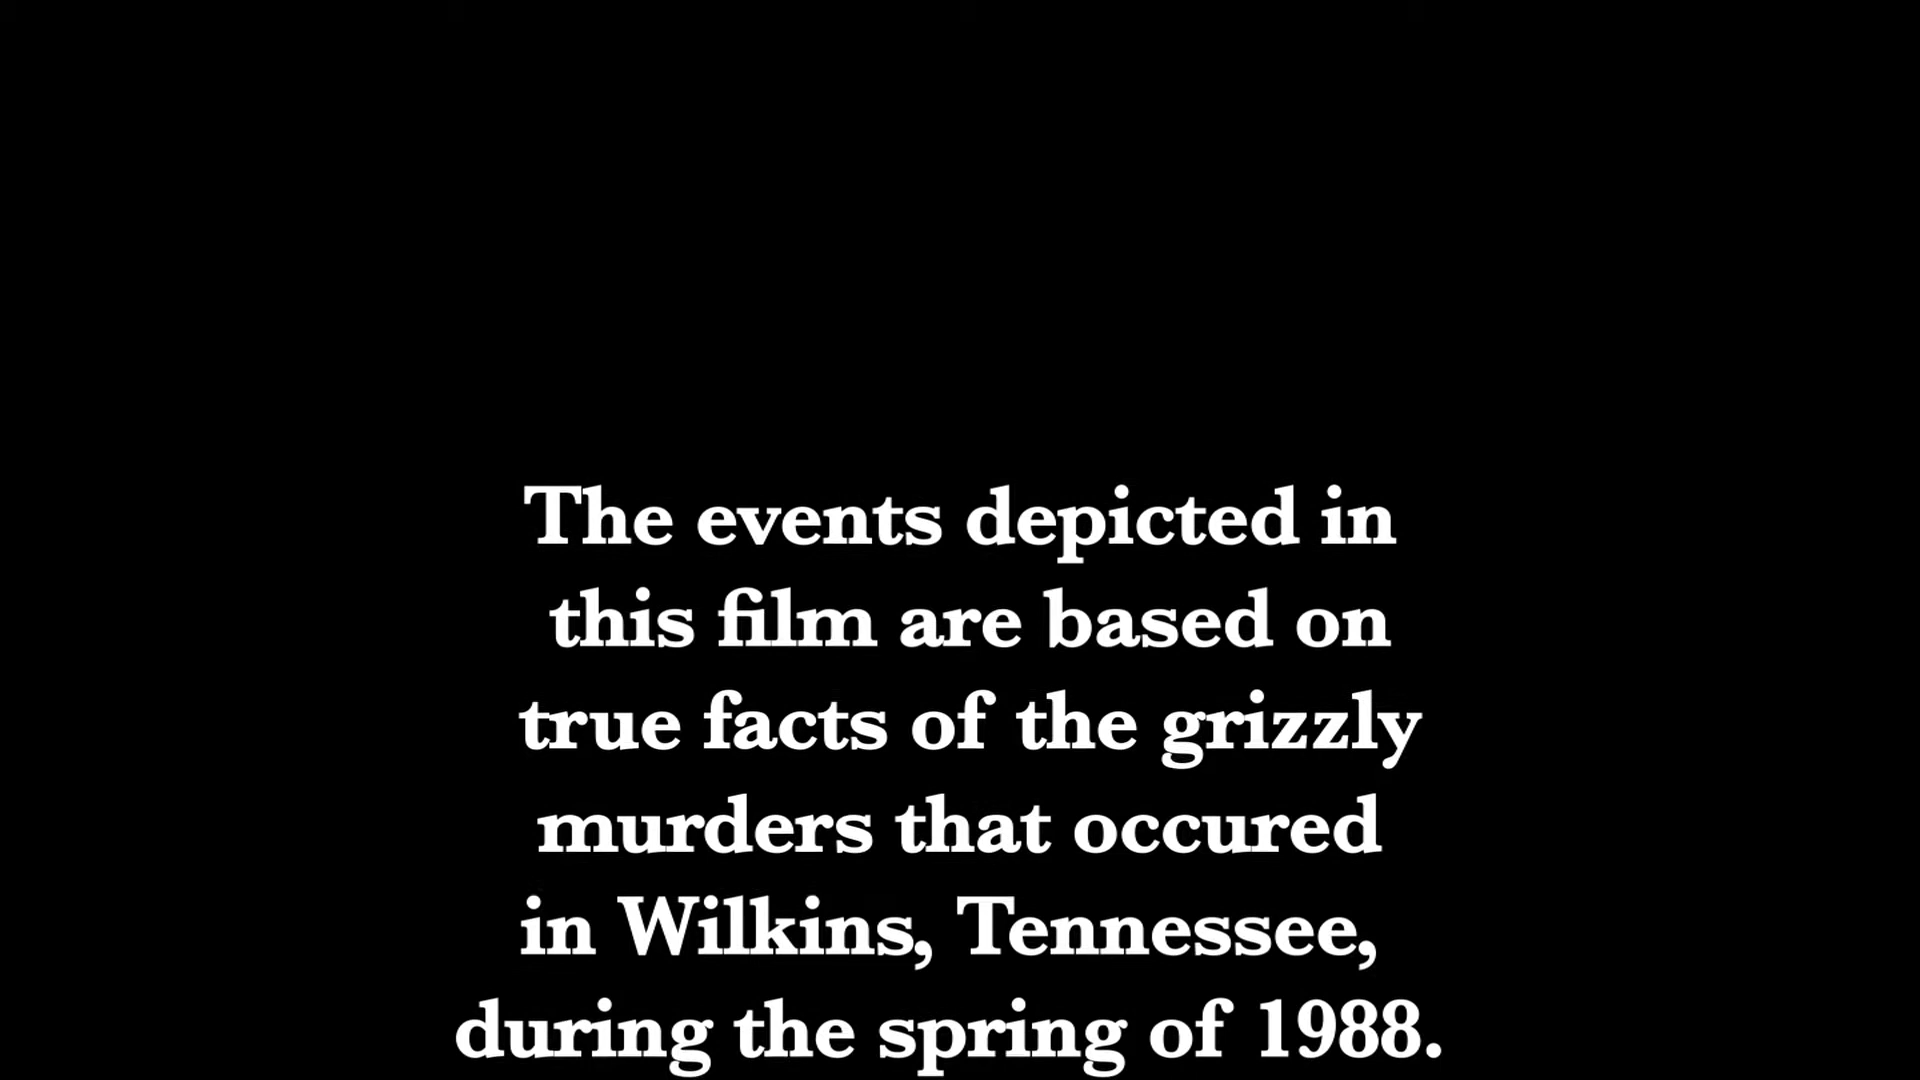 The events depicted in
this film are based on
true facts of the grizzly
murders that occured
in Wilkins, Tennessee,
during the spring of 1988.